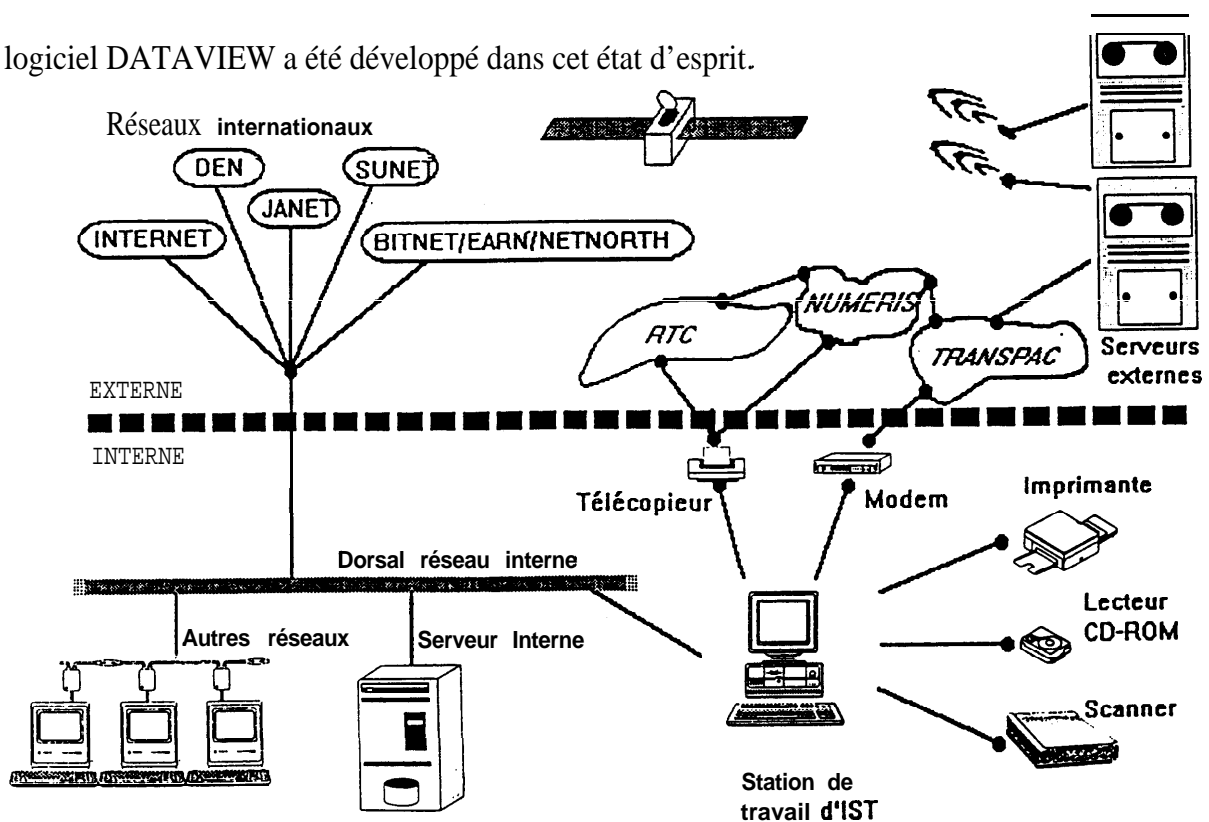 logiciel DATAVIEW a été développé dans cet état d'esprit.
Réseaux internationaux
DEN
SUNET
JANET
INTERNET
BITNET/EARN/NETNORTH
NUMERIS
RTC
TRANSPAC
Serveurs
externes
EXTERNE
INTERNE
Télécopieur
Modem
Imprimante
Dorsal réseau interne
Lecteur
CD-ROM
Autres réseaux
Serveur Interne
Scanner
Station de
travail d'IST